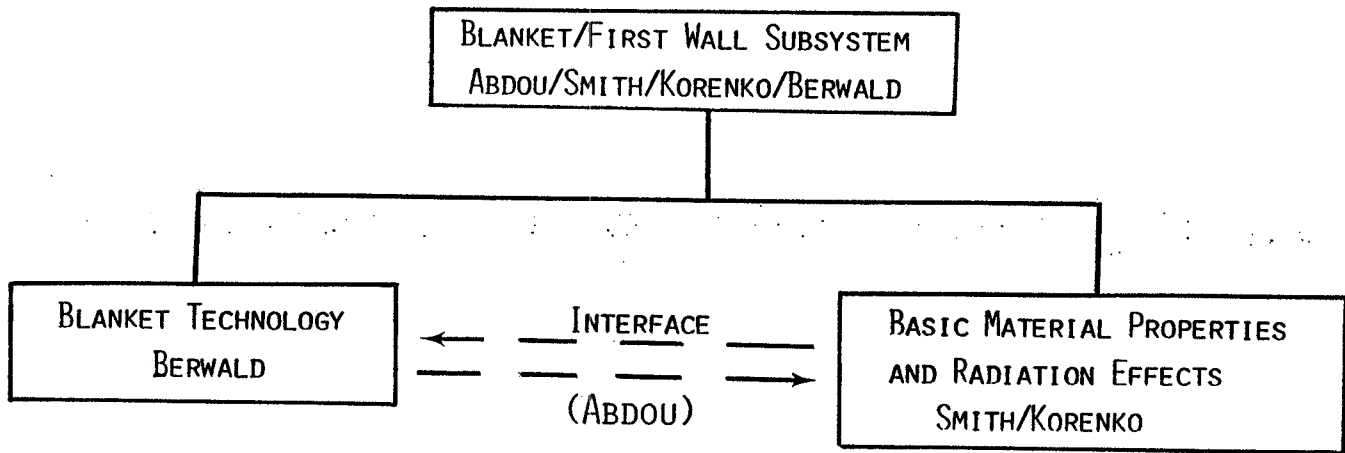 BLANKET/FIRST WALL SUBSYSTEM
ABDOU/SMITH/KORENKO/BERWALD
BLANKET TECHNOLOGY
BERWALD
INTERFACE
(ABDOU)
BASIC MATERIAL PROPERTIES
AND RADIATION EFFECTS
SMITH/KORENKO